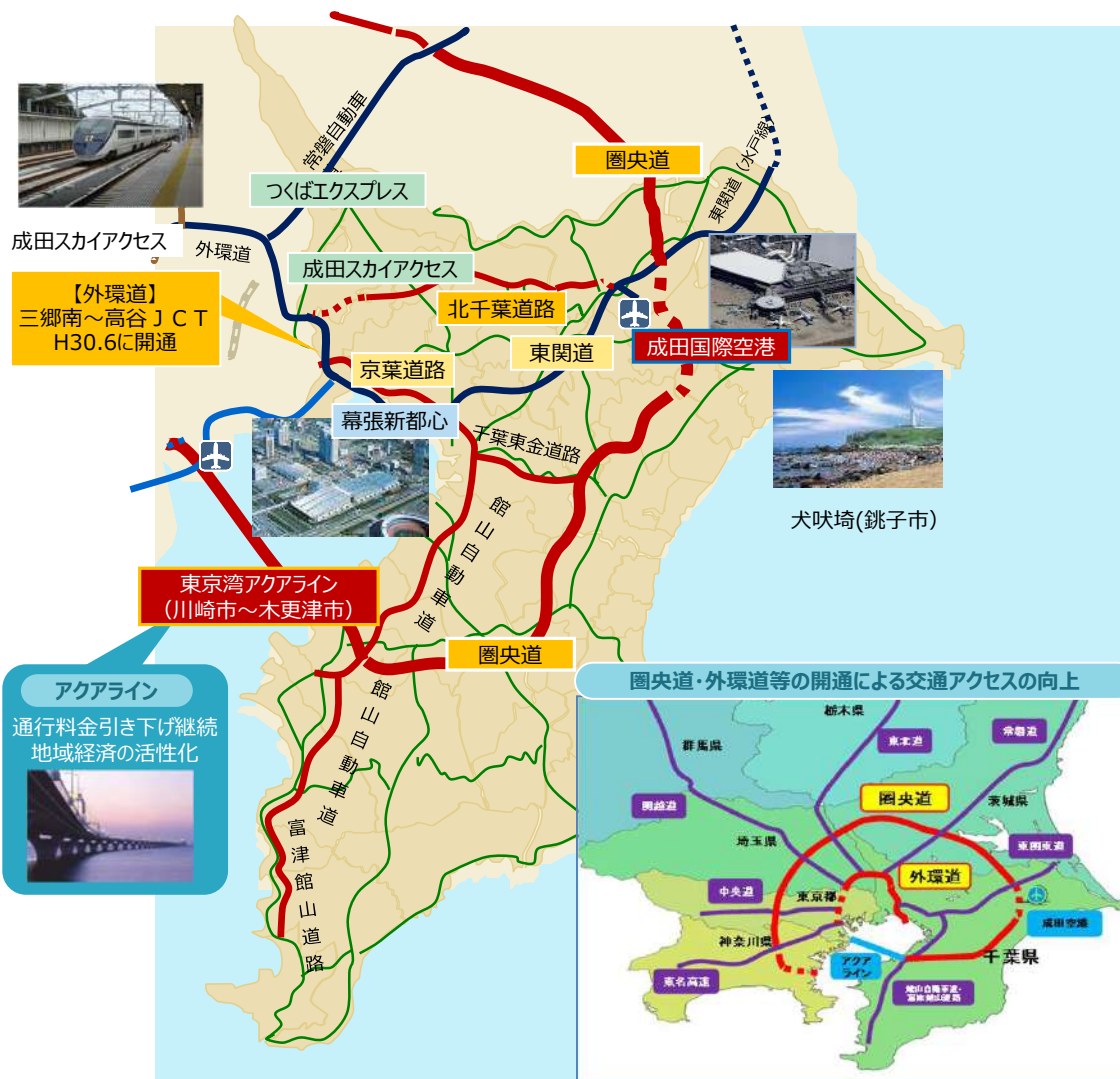 常磐自動車
圏央道
東関道(水戸線)
つくばエクスプレス
成田スカイアクセス
外環道
成田スカイアクセス
【外環道】
三郷南～高谷ＪＣＴ
H30.6に開通
北千葉道路
成田国際空港
東関道
京葉道路
幕張新都心
千葉東金道路
犬吠埼(銚子市)
館山自動車道
東京湾アクアライン
(川崎市～木更津市)
圏央道
アクアライン
通行料金引き下げ継続
地域経済の活性化
館山自動車道
富津館山道路
圏央道・外環道等の開通による交通アクセスの向上
栃木県
群馬県
東北道
常磐道
関越道
圏央道
茨城県
埼玉県
東関東道
外環道
中央道
東京都
成田空港
神奈川県
千葉県
アクア
ライン
東名高速
館山自動車道・
富津館山道路